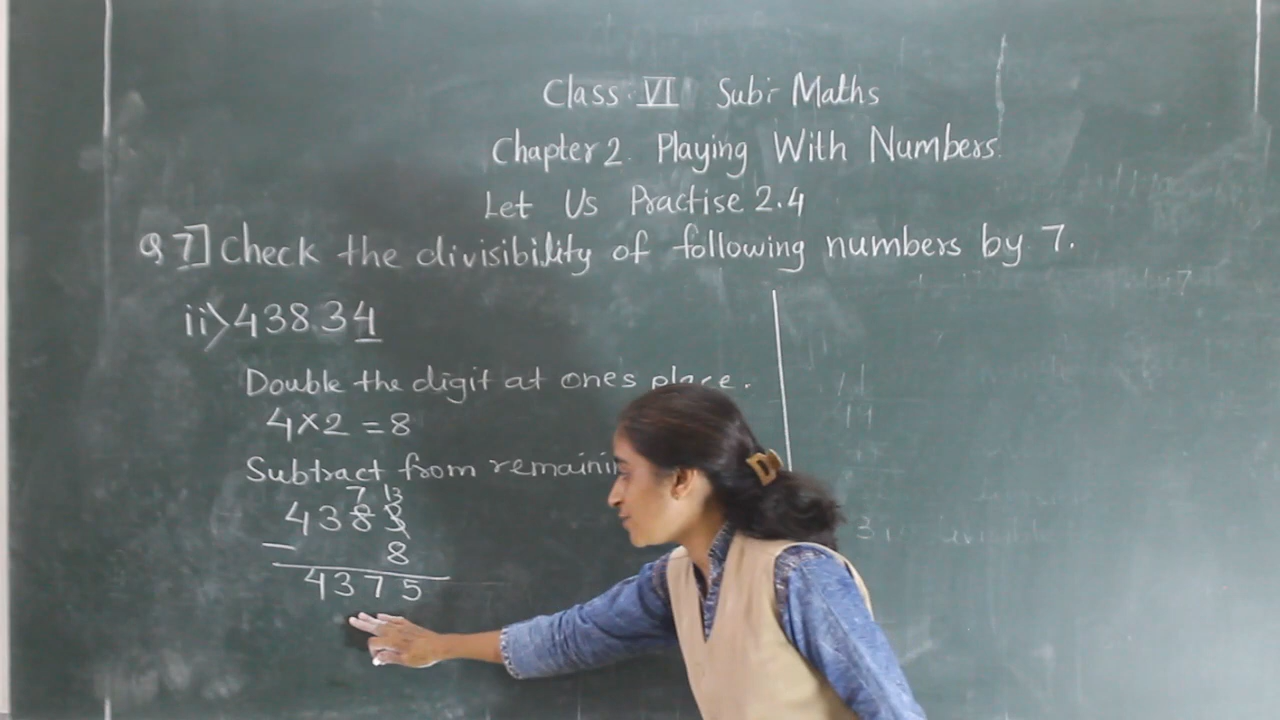 Class: VI Sub:- Maths
Chapter 2. Playing With Numbers.
Let Us Practise 2.4
Q 7] Check the divisibility of following numbers by 7.
ii> 43834
Double the digit at ones place.
4×2 = 8
Subtract from
7 13
4383
− 8
4375